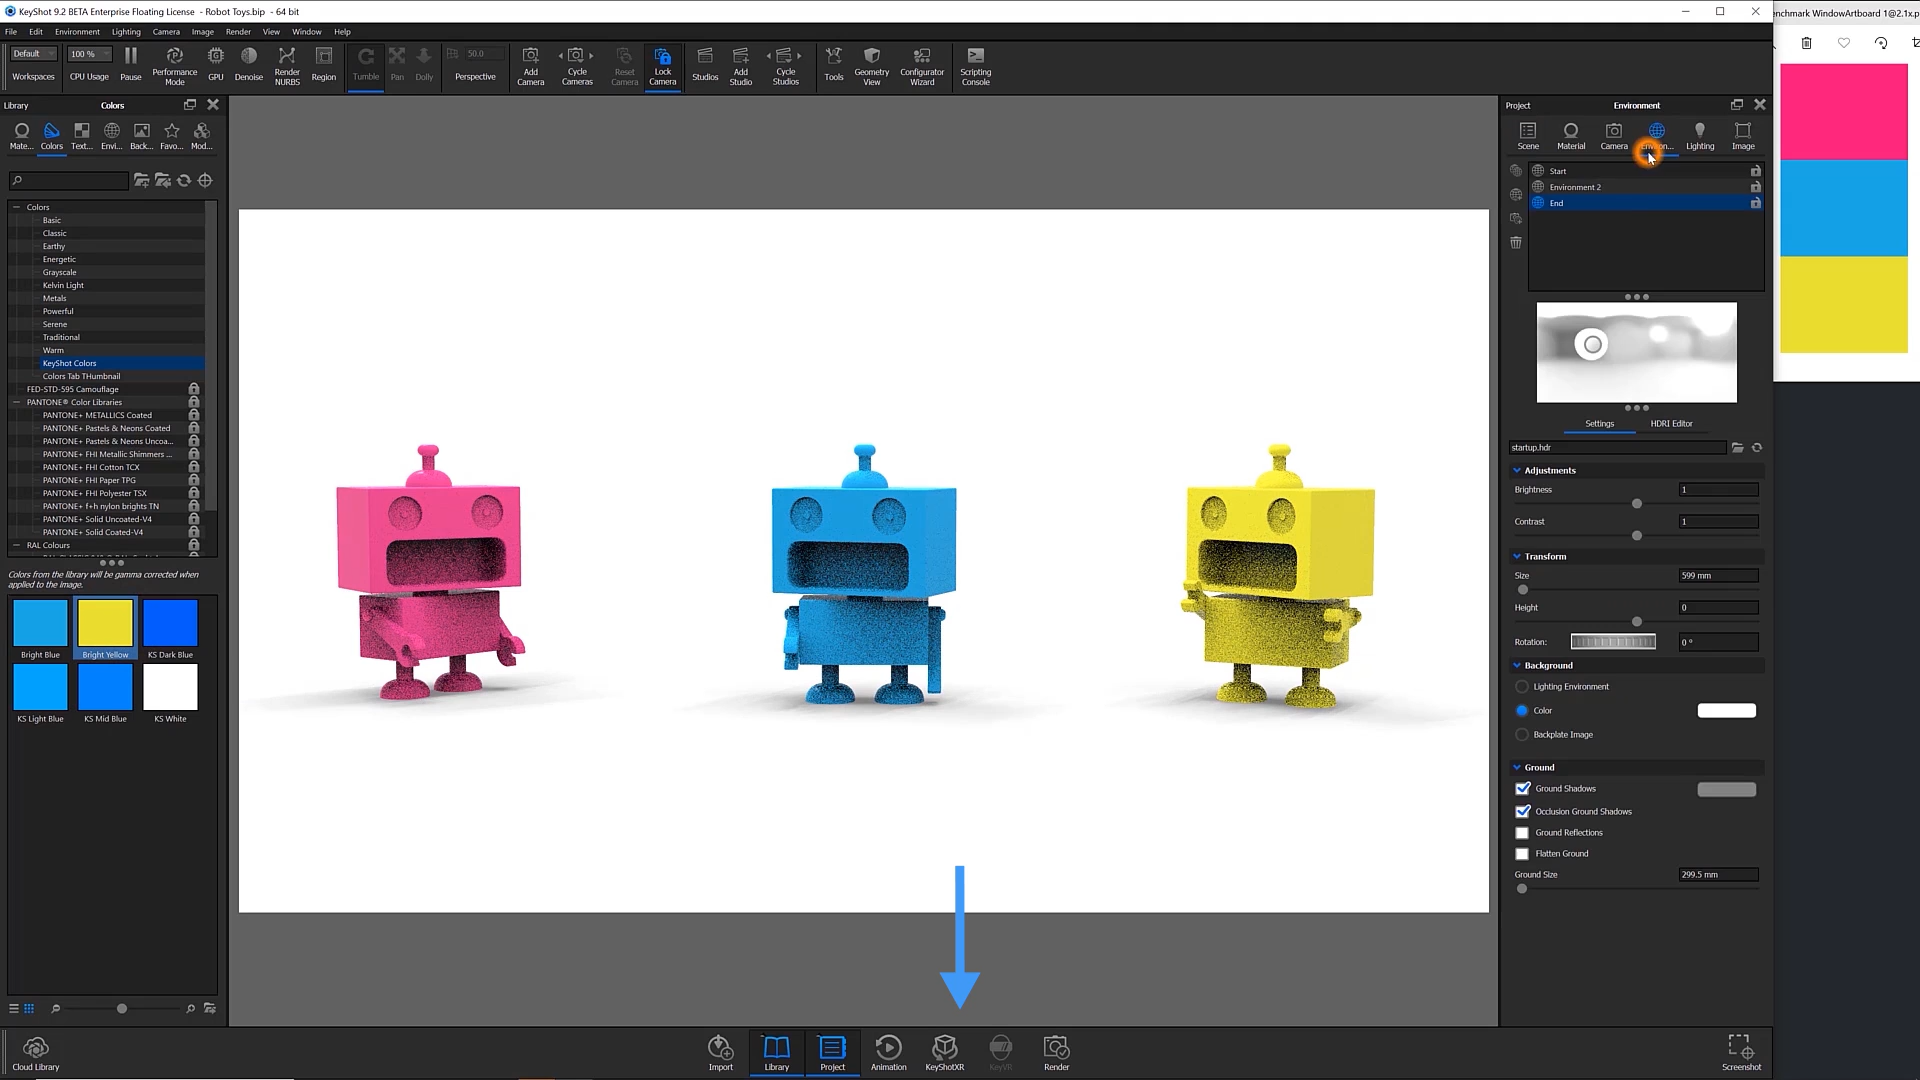 KeyShot 9.2 BETA Enterprise Floating License - Robot Toys.bip - 64 bit
File Edit Environment Lighting Camera Image Render View Window Help
Default
100 %
50.0
Workspaces
CPU Usage
Pause
Performance Mode
GPU
Denoise
Render NURBS
Region
Tumble
Pan
Dolly
Perspective
Add Camera
Cycle Cameras
Reset Camera
Lock Camera
Studios
Add Studio
Cycle Studios
Tools
Geometry View
Configurator Wizard
Scripting Console
Library
Colors
Mate...
Colors
Text...
Envi...
Back...
Favo...
Mod...
Colors
Basic
Classic
Earthy
Energetic
Grayscale
Kelvin Light
Metals
Powerful
Serene
Traditional
Warm
KeyShot Colors
Colors Tab THumbnail
FED-STD-595 Camouflage
PANTONE® Color Libraries
PANTONE+ METALLICS Coated
PANTONE+ Pastels & Neons Coated
PANTONE+ Pastels & Neons Uncoa...
PANTONE+ FHI Metallic Shimmers ...
PANTONE+ FHI Cotton TCX
PANTONE+ FHI Paper TPG
PANTONE+ FHI Polyester TSX
PANTONE+ f+h nylon brights TN
PANTONE+ Solid Uncoated-V4
PANTONE+ Solid Coated-V4
RAL Colours
Colors from the library will be gamma corrected when
applied to the image.
Bright Blue
Bright Yellow
KS Dark Blue
KS Light Blue
KS Mid Blue
KS White
Project
Environment
Scene
Material
Camera
Environ...
Lighting
Image
Start
Environment 2
End
Settings
HDRI Editor
startup.hdr
Adjustments
Brightness
1
Contrast
1
Transform
Size
599 mm
Height
0
Rotation:
0 °
Background
Lighting Environment
Color
Backplate Image
Ground
Ground Shadows
Occlusion Ground Shadows
Ground Reflections
Flatten Ground
Ground Size
299.5 mm
enchmark WindowArtboard 1@2.1x.p
Cloud Library
Import
Library
Project
Animation
KeyShotXR
KeyVR
Render
Screenshot